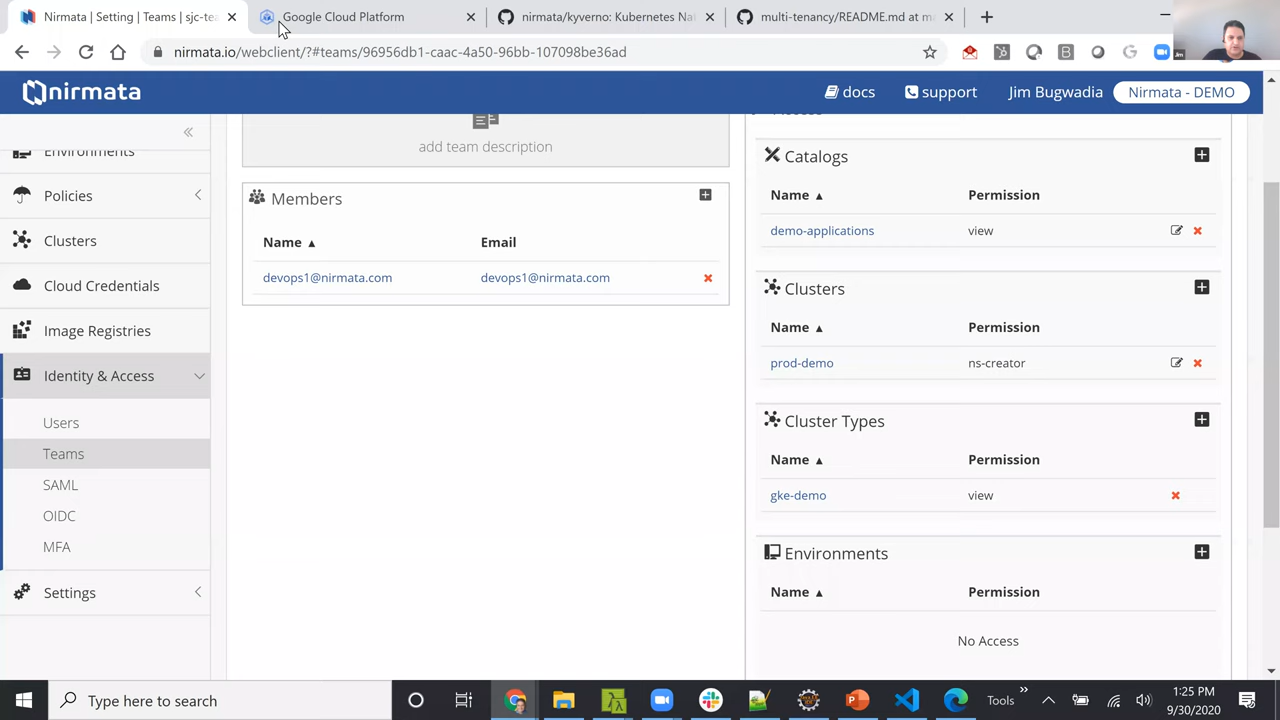 Nirmata | Setting | Teams | sjc-tea
Google Cloud Platform
nirmata/kyverno: Kubernetes Na
multi-tenancy/README.md at m
nirmata.io/webclient/?#teams/96956db1-caac-4a50-96bb-107098be36ad
nirmata
docs
support
Jim Bugwadia
Nirmata - DEMO
Environments
Policies
Clusters
Cloud Credentials
Image Registries
Identity & Access
Users
Teams
SAML
OIDC
MFA
Settings
add team description
Members
Name ▲ Email
devops1@nirmata.com devops1@nirmata.com
Access
Catalogs
Name ▲ Permission
demo-applications view
Clusters
Name ▲ Permission
prod-demo ns-creator
Cluster Types
Name ▲ Permission
gke-demo view
Environments
Name ▲ Permission
No Access
Type here to search
Tools
1:25 PM
9/30/2020